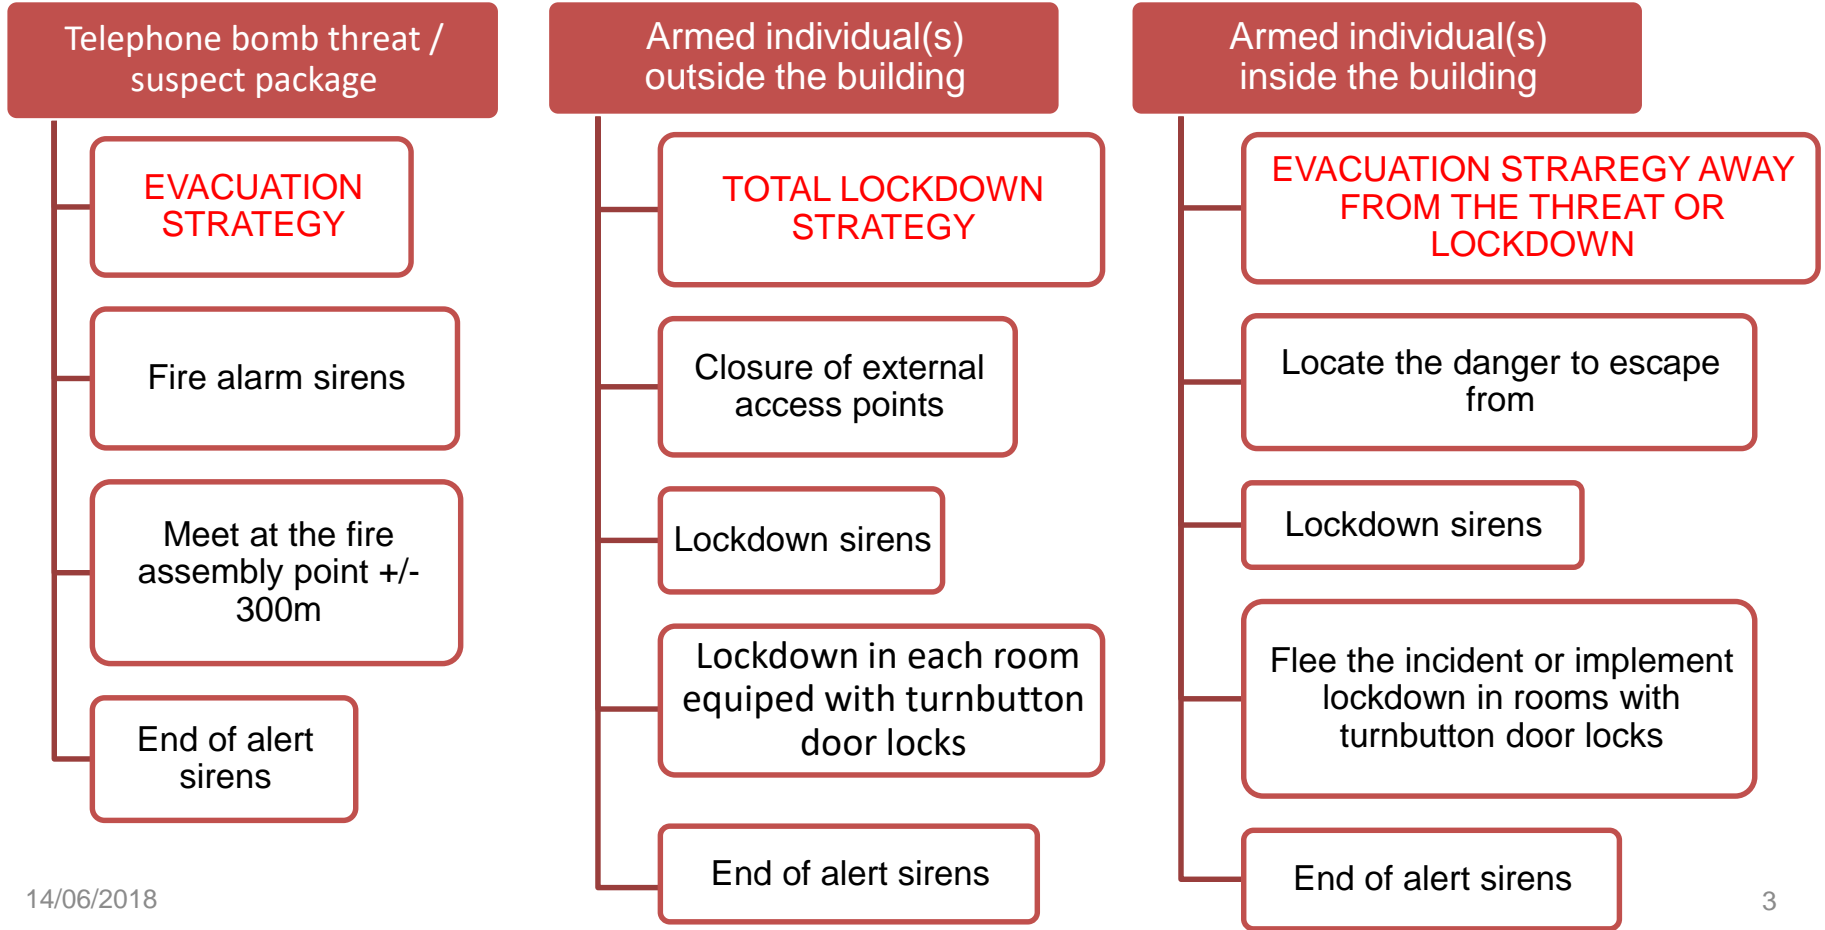 Telephone bomb threat /
suspect package
EVACUATION
STRATEGY
Fire alarm sirens
Meet at the fire
assembly point +/-
300m
End of alert
sirens
Armed individual(s)
outside the building
TOTAL LOCKDOWN
STRATEGY
Closure of external
access points
Lockdown sirens
Lockdown in each room
equiped with turnbutton
door locks
End of alert sirens
Armed individual(s)
inside the building
EVACUATION STRAREGY AWAY
FROM THE THREAT OR
LOCKDOWN
Locate the danger to escape
from
Lockdown sirens
Flee the incident or implement
lockdown in rooms with
turnbutton door locks
End of alert sirens
14/06/2018
3